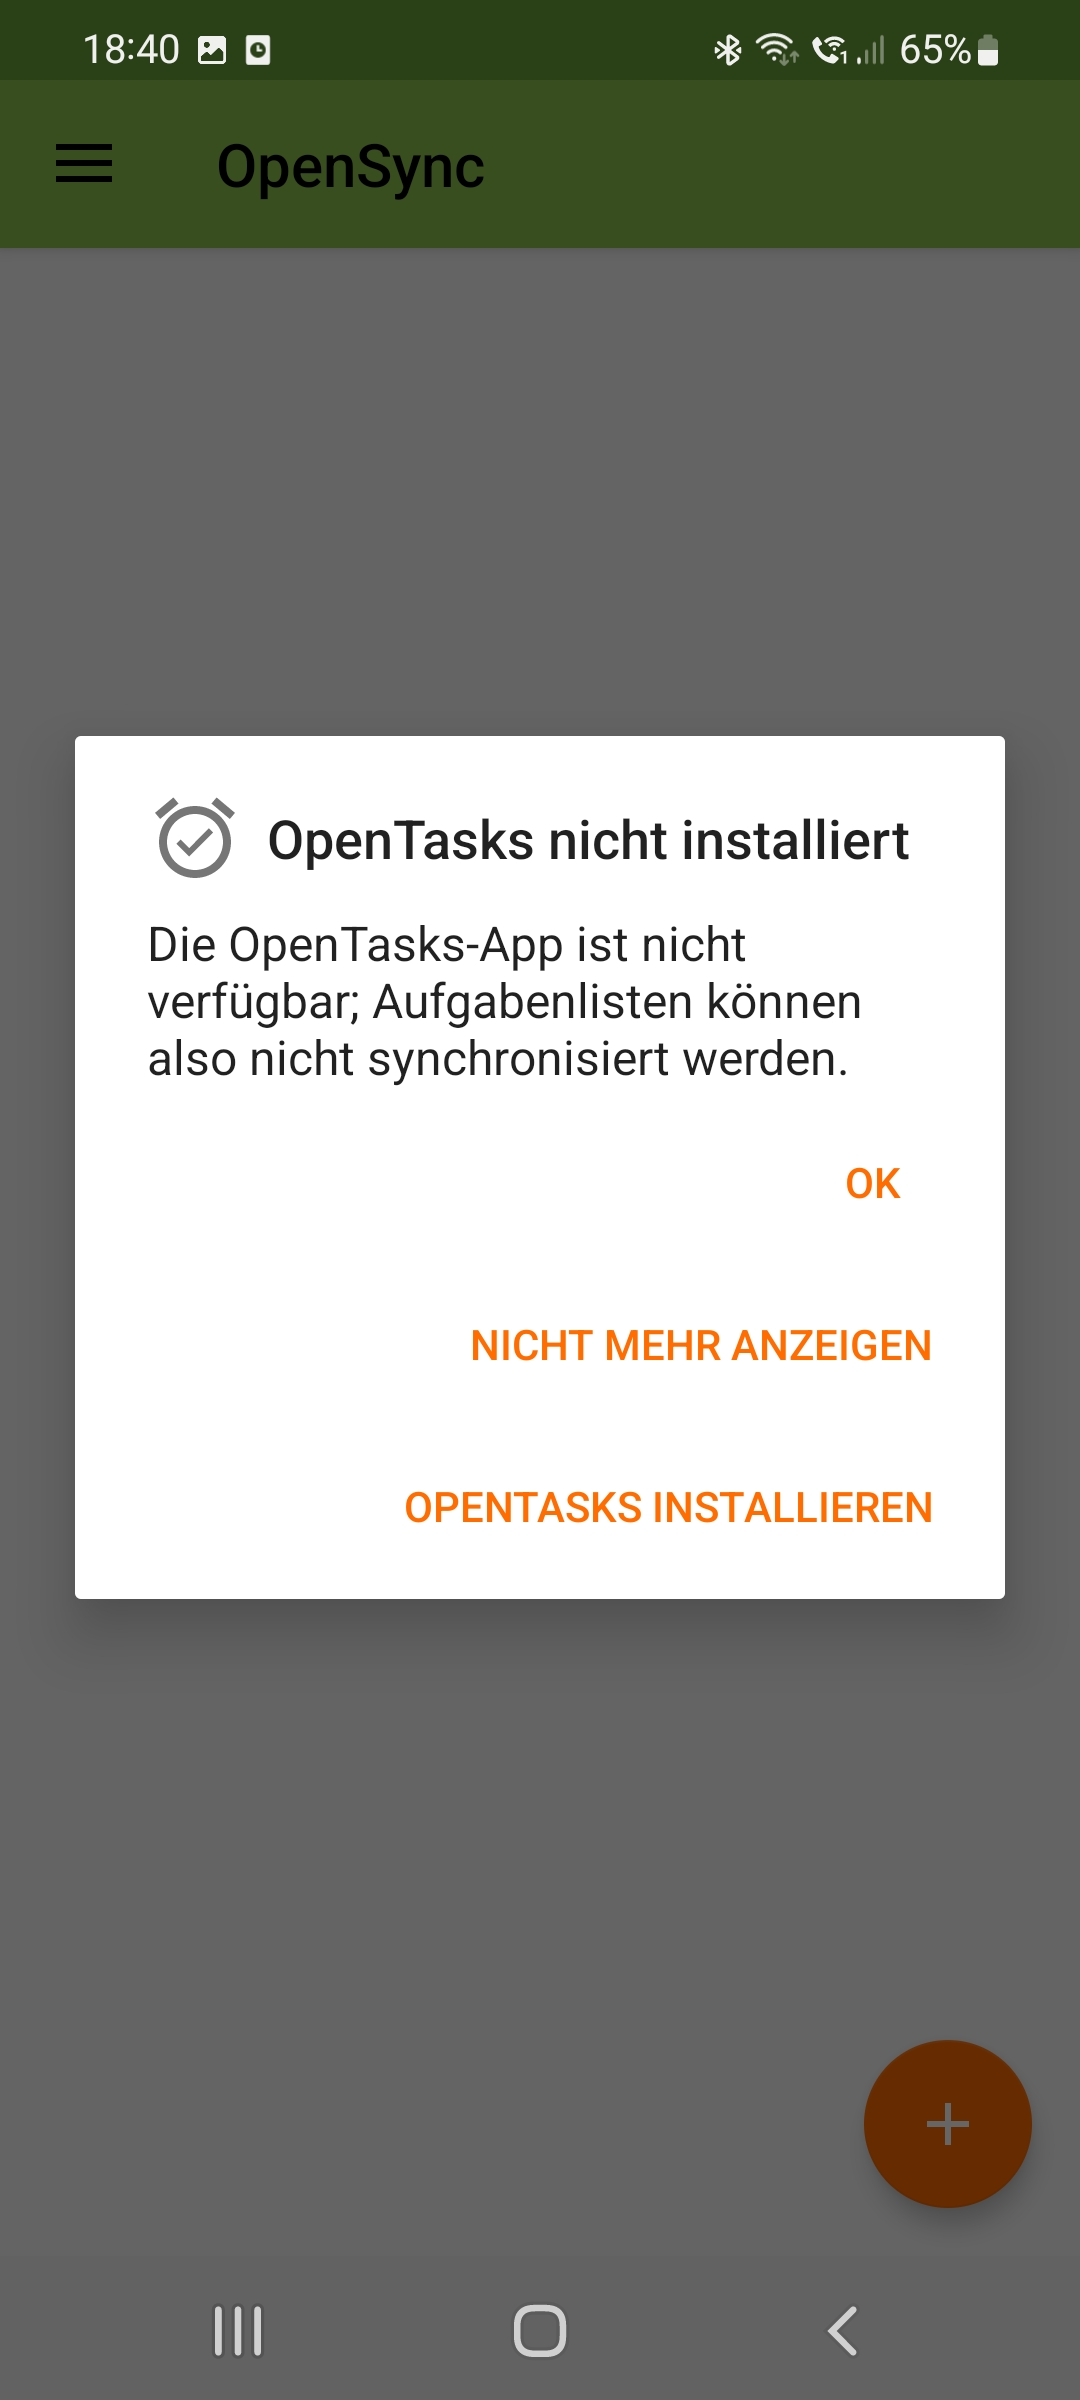 18:40
1
65%
OpenSync
OpenTasks nicht installiert
Die OpenTasks-App ist nicht
verfügbar; Aufgabenlisten können
also nicht synchronisiert werden.
OK
NICHT MEHR ANZEIGEN
OPENTASKS INSTALLIEREN